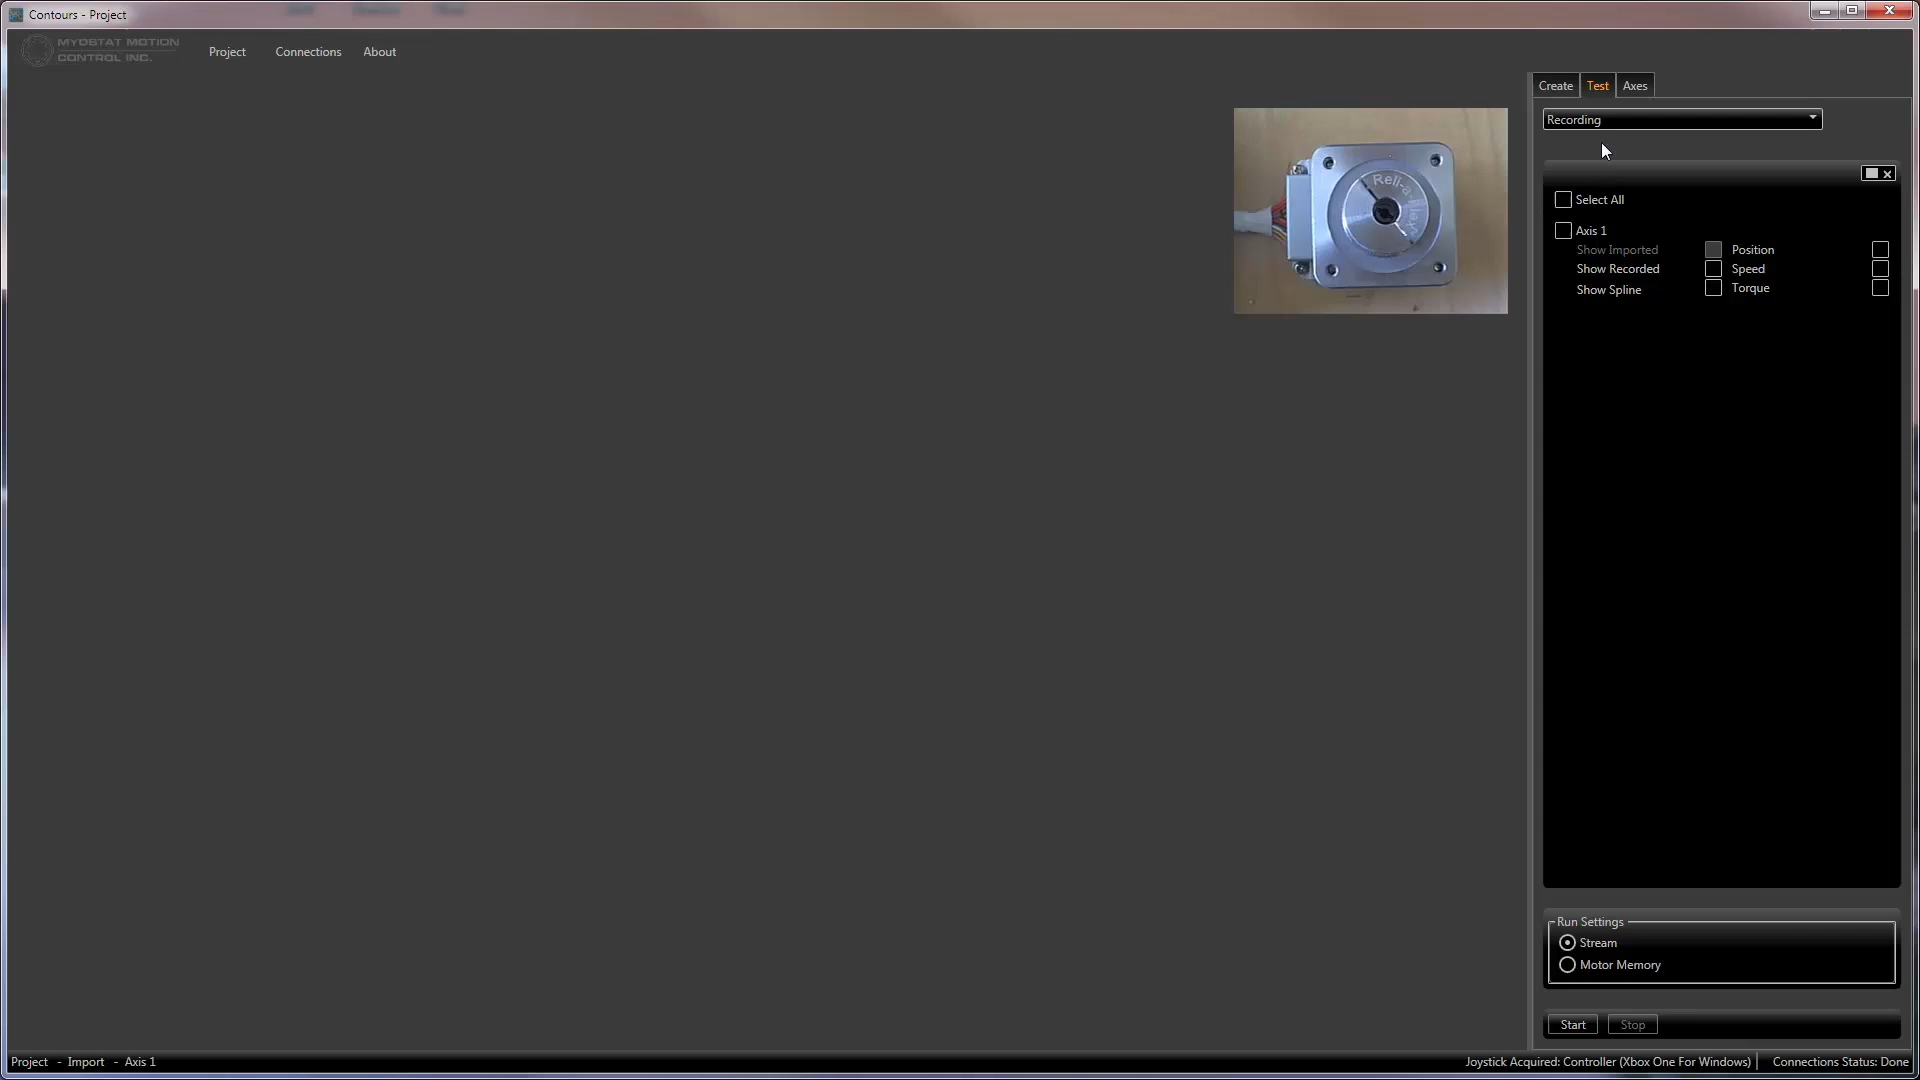 Contours - Project
MYOSTAT MOTION
CONTROL INC.
Project
Connections
About
Create
Test
Axes
Recording
Reli-a-Flex
Select All
Axis 1
Show Imported
Position
Show Recorded
Speed
Show Spline
Torque
Run Settings
Stream
Motor Memory
Start
Stop
Project - Import - Axis 1
Joystick Acquired: Controller (Xbox One For Windows)
Connections Status: Done